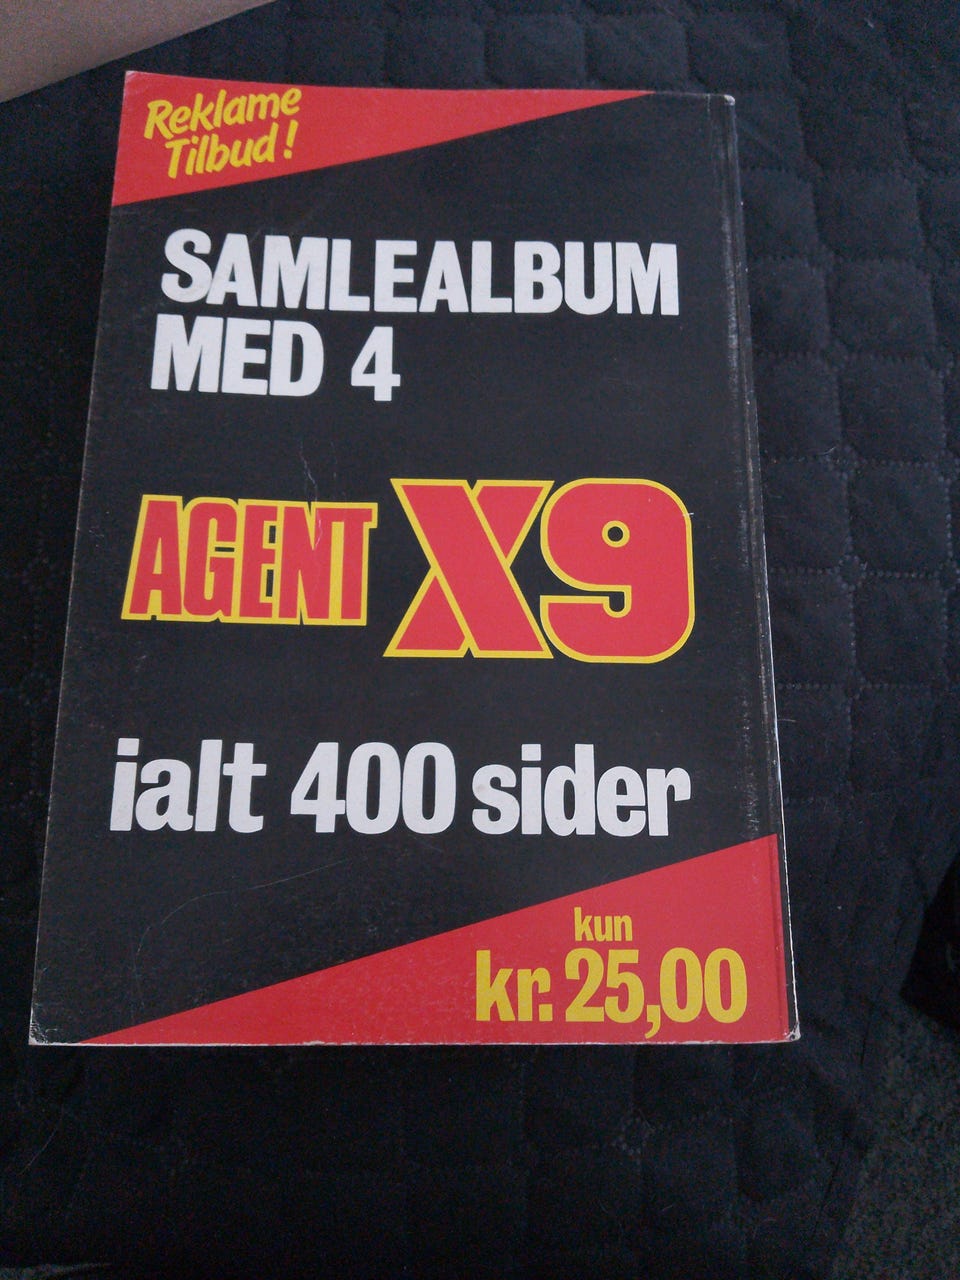 Reklame
Tilbud!
SAMLEALBUM
MED 4
AGENT X9
ialt 400 sider
kun
kr. 25,00